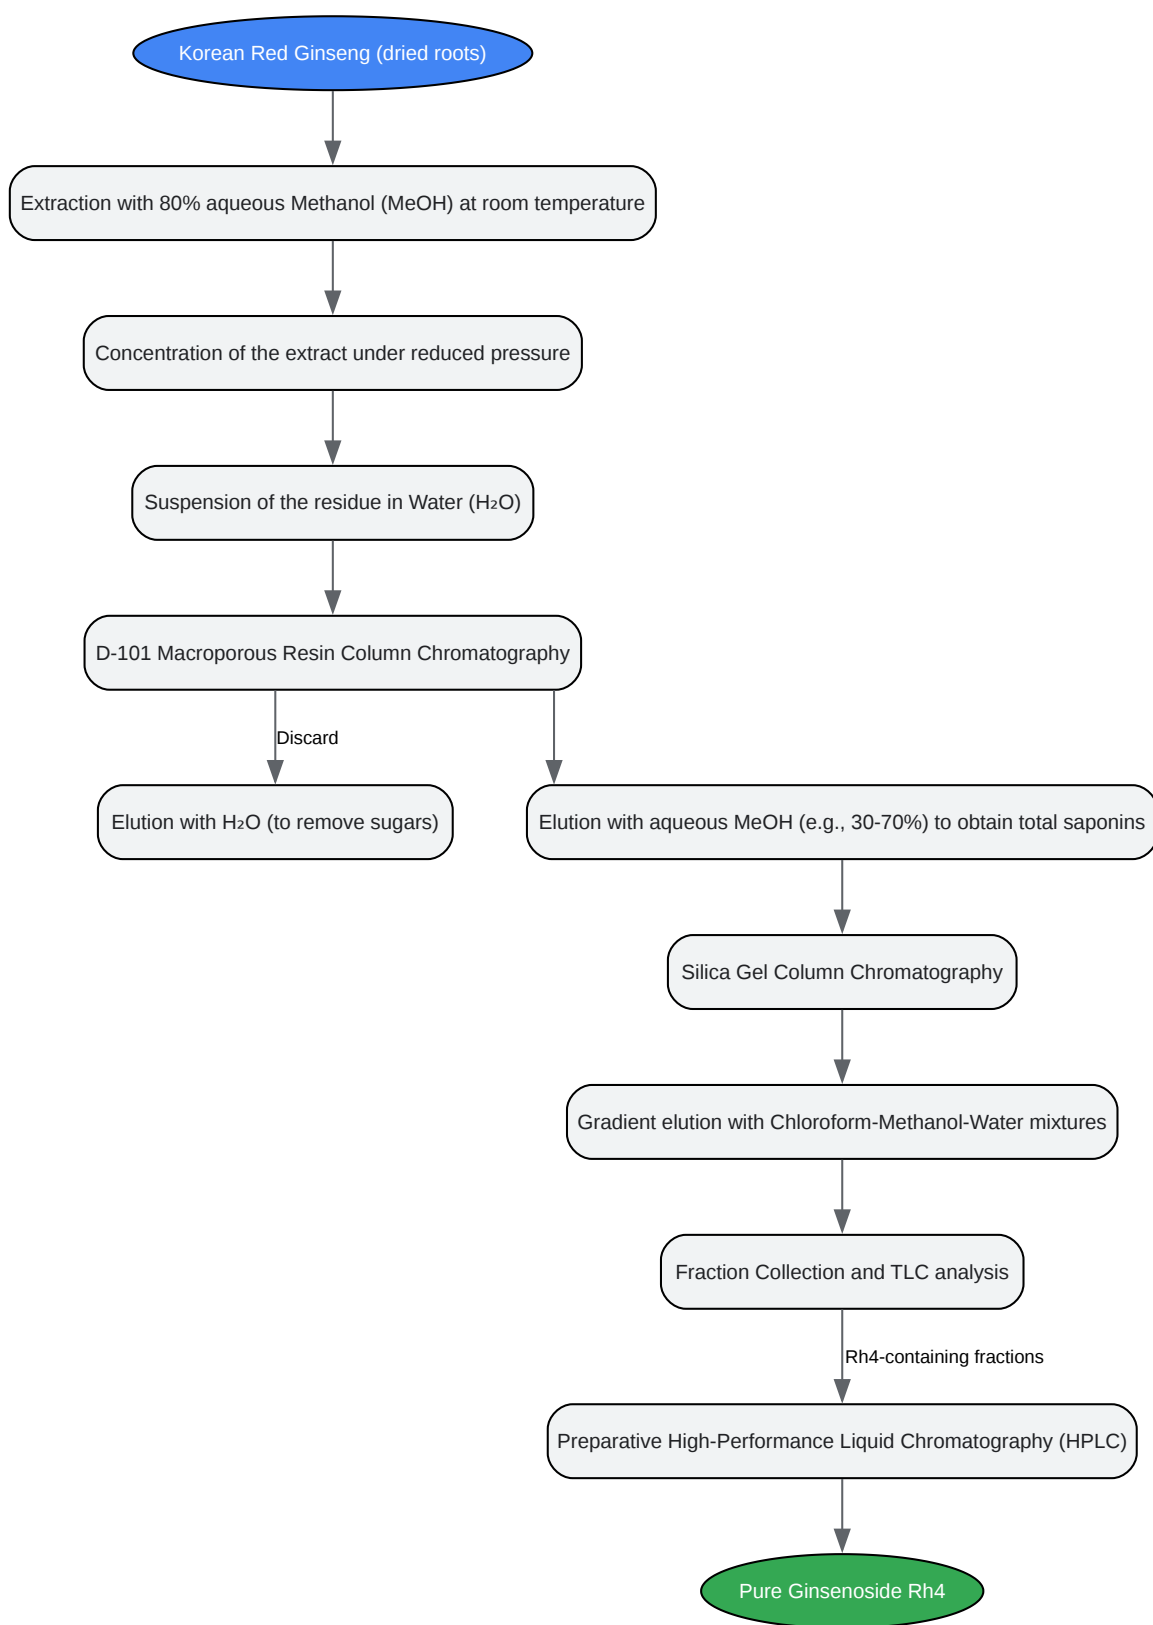 Korean Red Ginseng (dried roots)
Extraction with 80% aqueous Methanol (MeOH) at room temperature
Concentration of the extract under reduced pressure
Suspension of the residue in Water (H₂O)
D-101 Macroporous Resin Column Chromatography
Discard
Elution with H₂O (to remove sugars)
Elution with aqueous MeOH (e.g., 30-70%) to obtain total saponins
Silica Gel Column Chromatography
Gradient elution with Chloroform-Methanol-Water mixtures
Fraction Collection and TLC analysis
Rh4-containing fractions
Preparative High-Performance Liquid Chromatography (HPLC)
Pure Ginsenoside Rh4